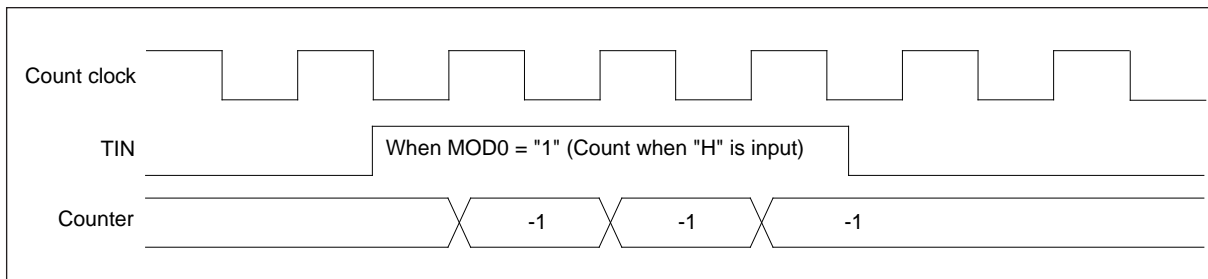 Count clock
TIN
When MOD0 = "1" (Count when "H" is input)
Counter
-1
-1
-1